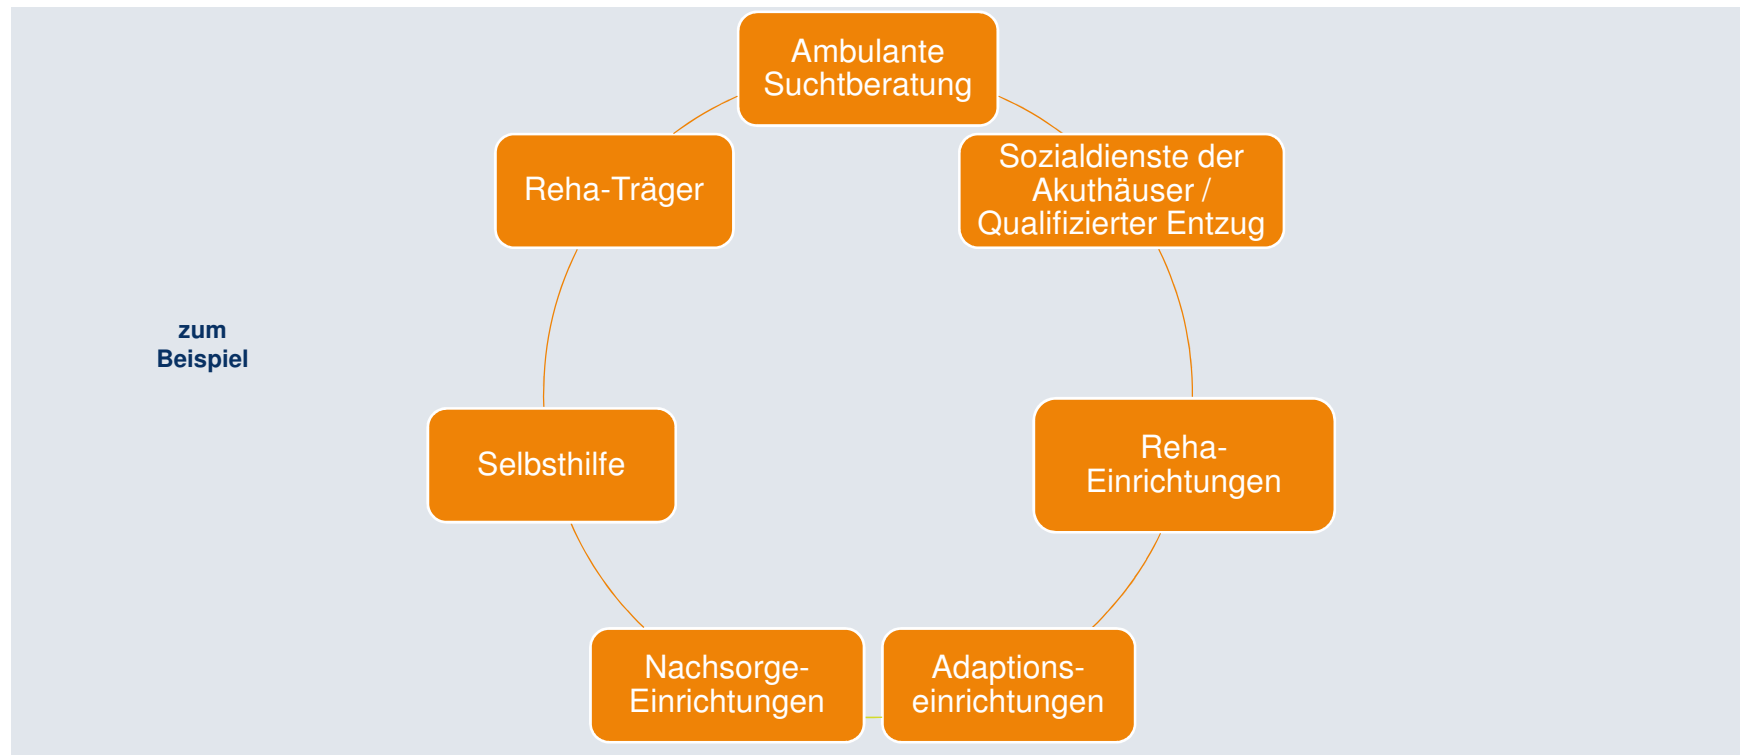 Ambulante
Suchtberatung
Sozialdienste der
Akuthäuser /
Qualifizierter Entzug
Reha-
Einrichtungen
Adaptions-
einrichtungen
Nachsorge-
Einrichtungen
Selbsthilfe
Reha-Träger
zum
Beispiel